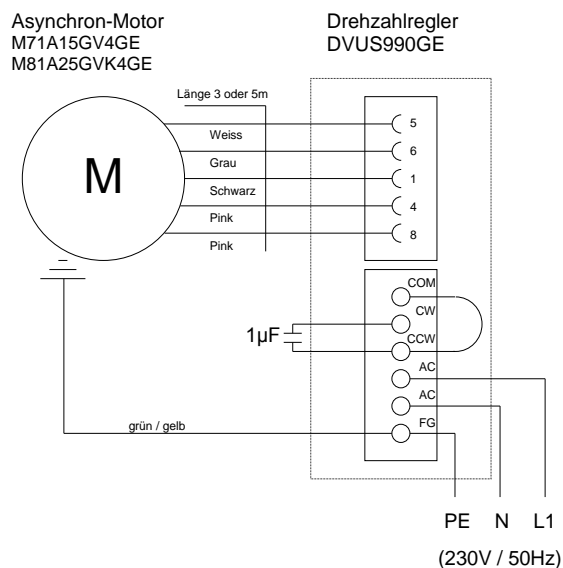 Asynchron-Motor
M71A15GV4GE
M81A25GVK4GE
Drehzahlregler
DVUS990GE
Länge 3 oder 5m
Weiss
Grau
Schwarz
Pink
Pink
M
5
6
1
4
8
COM
CW
CCW
AC
AC
FG
1µF
grün / gelb
PE N L1
(230V / 50Hz)